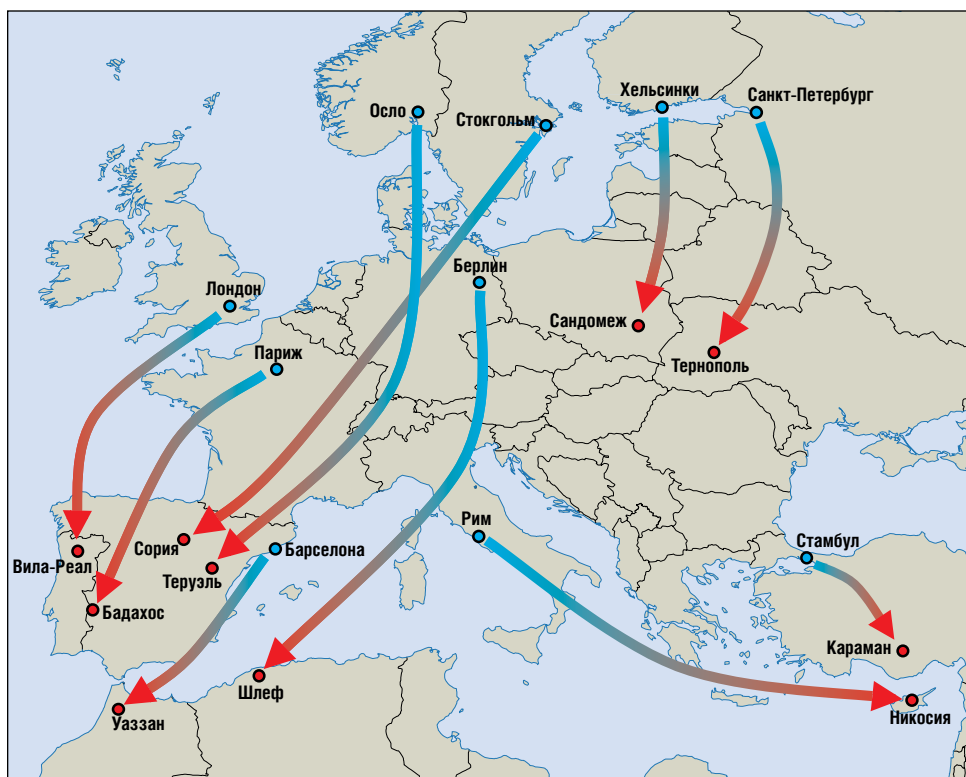 Хельсинки
Санкт-Петербург
Осло
Стокгольм
Берлин
Лондон
Сандомеж
Париж
Тернополь
Рим
Стамбул
Сория
Барселона
Вила-Реал
Теруэль
Бадахос
Караман
Шлеф
Уаззан
Никосия